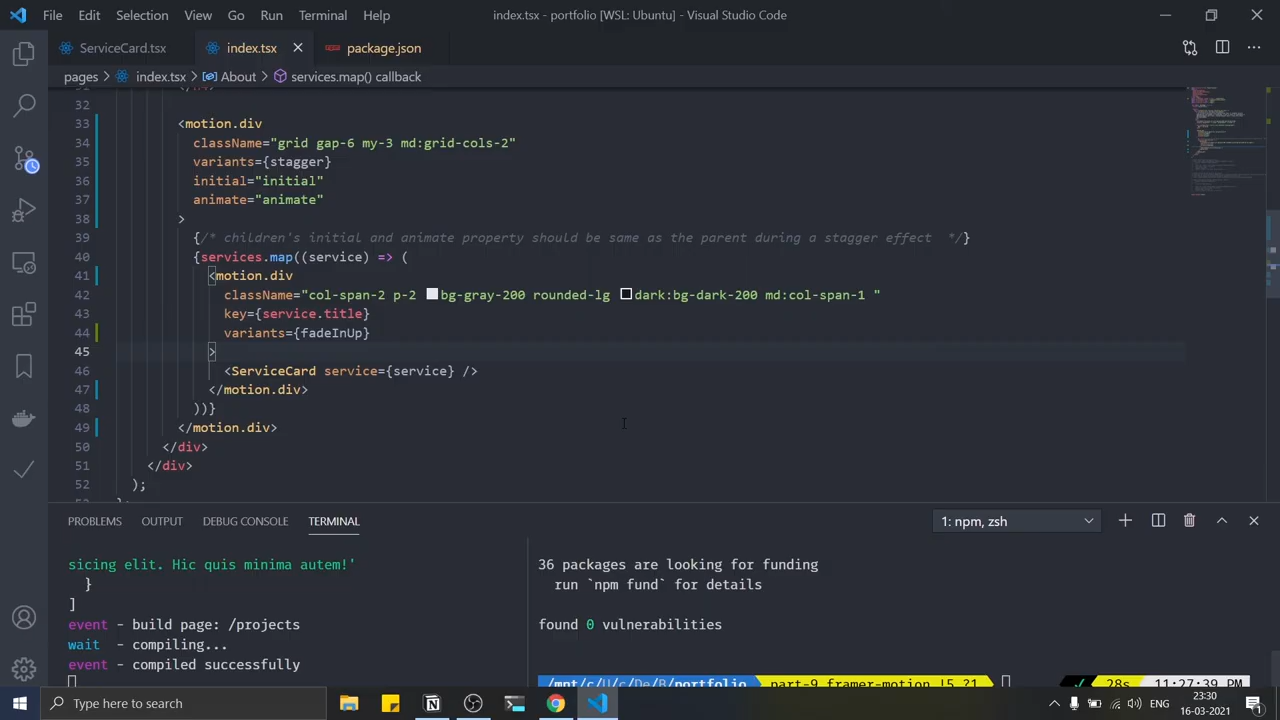 File Edit Selection View Go Run Terminal Help index.tsx - portfolio [WSL: Ubuntu] - Visual Studio Code
ServiceCard.tsx index.tsx package.json
pages > index.tsx > About > services.map() callback
32
33 <motion.div
34 className="grid gap-6 my-3 md:grid-cols-2"
35 variants={stagger}
36 initial="initial"
37 animate="animate"
38 >
39 {/* children's initial and animate property should be same as the parent during a stagger effect  */}
40 {services.map((service) => (
41 <motion.div
42 className="col-span-2 p-2 bg-gray-200 rounded-lg dark:bg-dark-200 md:col-span-1 "
43 key={service.title}
44 variants={fadeInUp}
45 >
46 <ServiceCard service={service} />
47 </motion.div>
48 ))}
49 </motion.div>
50 </div>
51 </div>
52 );
PROBLEMS OUTPUT DEBUG CONSOLE TERMINAL 1: npm, zsh
sicing elit. Hic quis minima autem!'
}
]
event - build page: /projects
wait  - compiling...
event - compiled successfully
36 packages are looking for funding
run `npm fund` for details
found 0 vulnerabilities
/mnt/c/U/c/De/B/portfolio part-9 framer-motion !5 ?1 28s 11:27:39 PM
Type here to search
ENG
23:30
16-03-2021